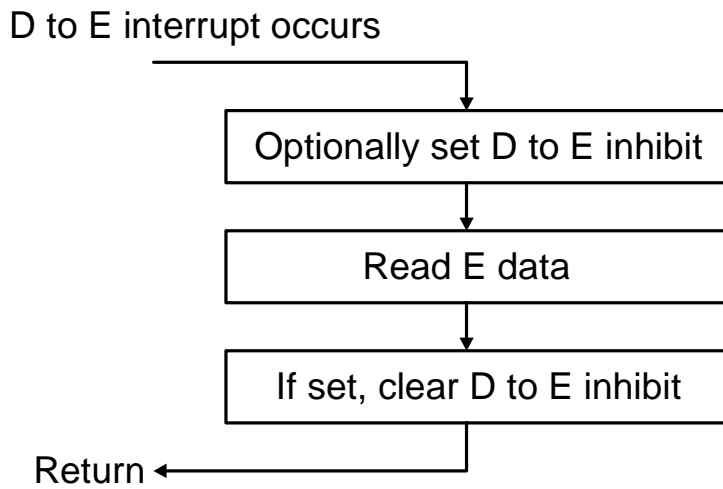 D to E interrupt occurs
Optionally set D to E inhibit
Read E data
If set, clear D to E inhibit
Return